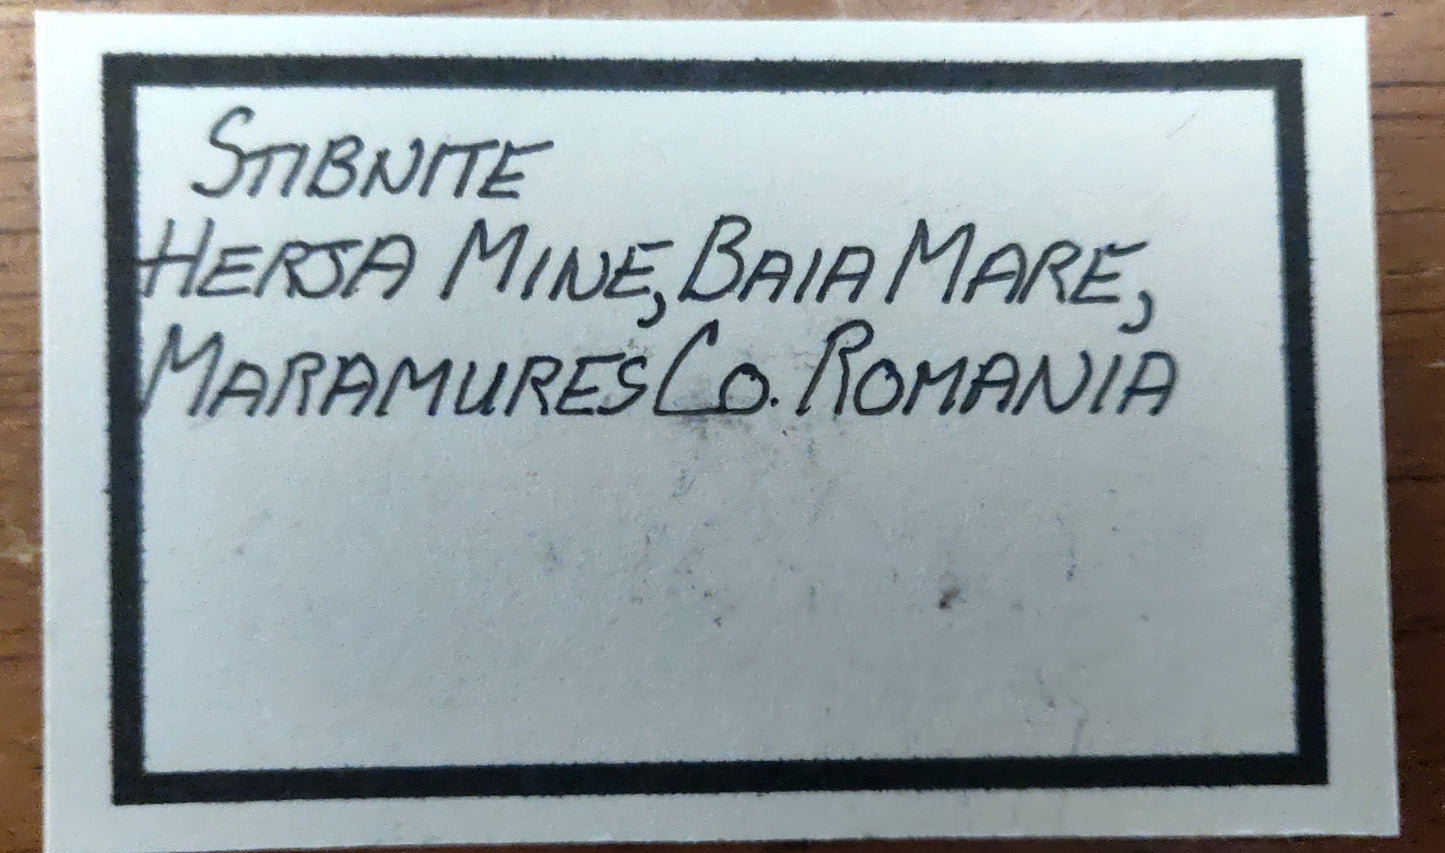 STIBNITE
HERJA MINE, BAIA MARE,
MARAMURES CO. ROMANIA